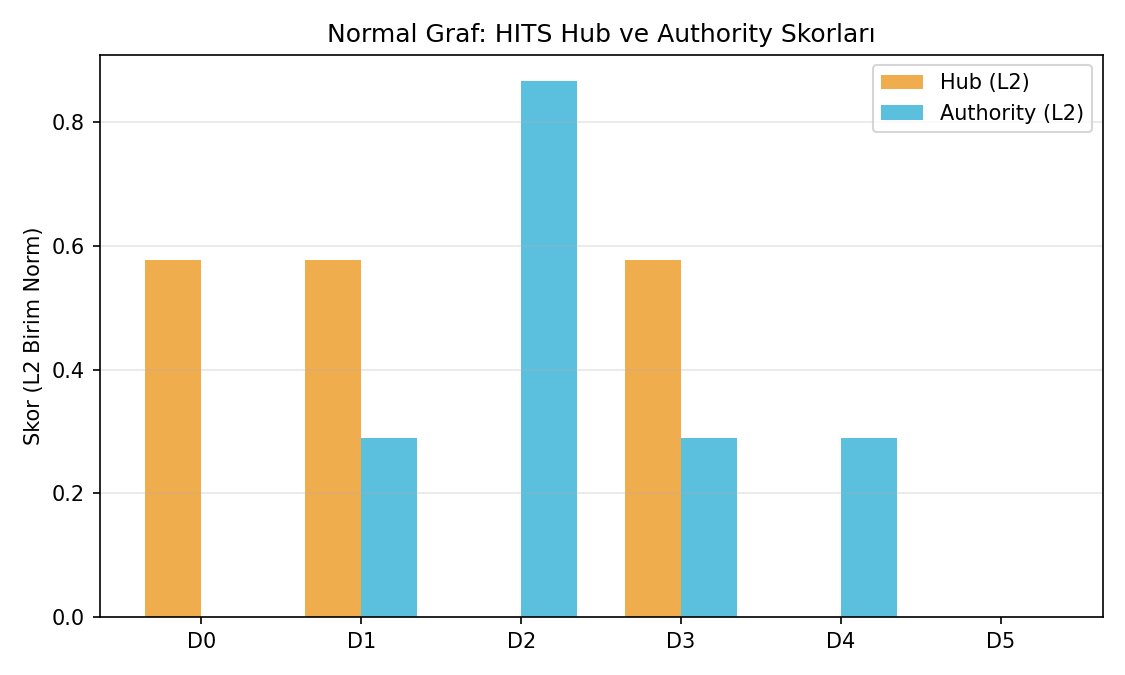 Normal Graf: HITS Hub ve Authority Skorları
Hub (L2)
Authority (L2)
Skor (L2 Birim Norm)
0.8
0.6
0.4
0.2
0.0
D0 D1 D2 D3 D4 D5